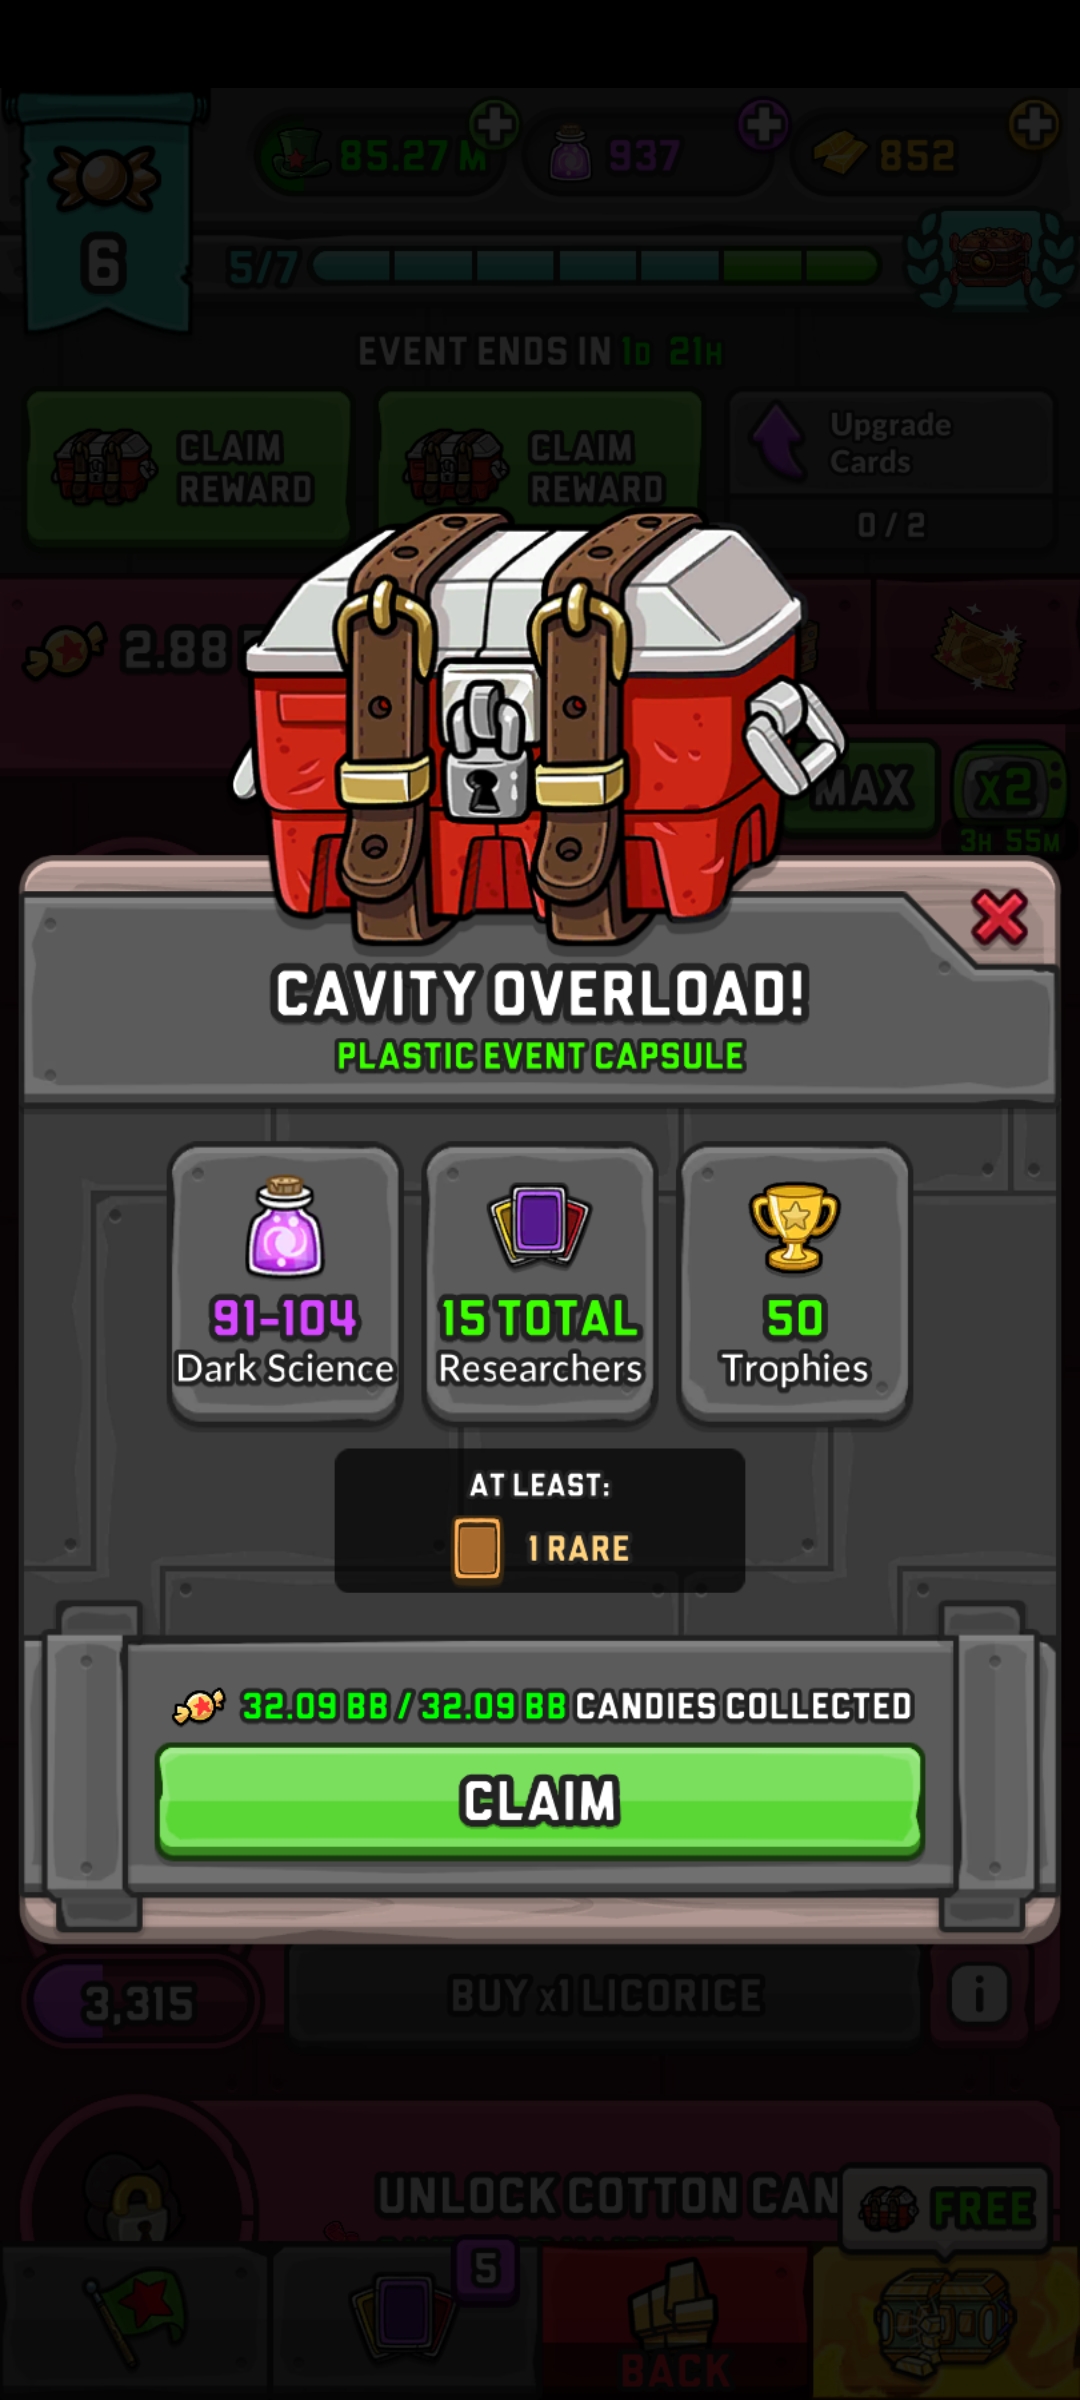 85.27 M
937
852
6
5/7
EVENT ENDS IN 1D 21H
CLAIM REWARD
CLAIM REWARD
Upgrade Cards
0 / 2
2.88
MAX
x2
3H 55M
CAVITY OVERLOAD!
PLASTIC EVENT CAPSULE
91-104
Dark Science
15 TOTAL
Researchers
50
Trophies
AT LEAST:
1 RARE
32.09 BB / 32.09 BB CANDIES COLLECTED
CLAIM
3,315
BUY x1 LICORICE
i
UNLOCK COTTON CAN
FREE
5
BACK